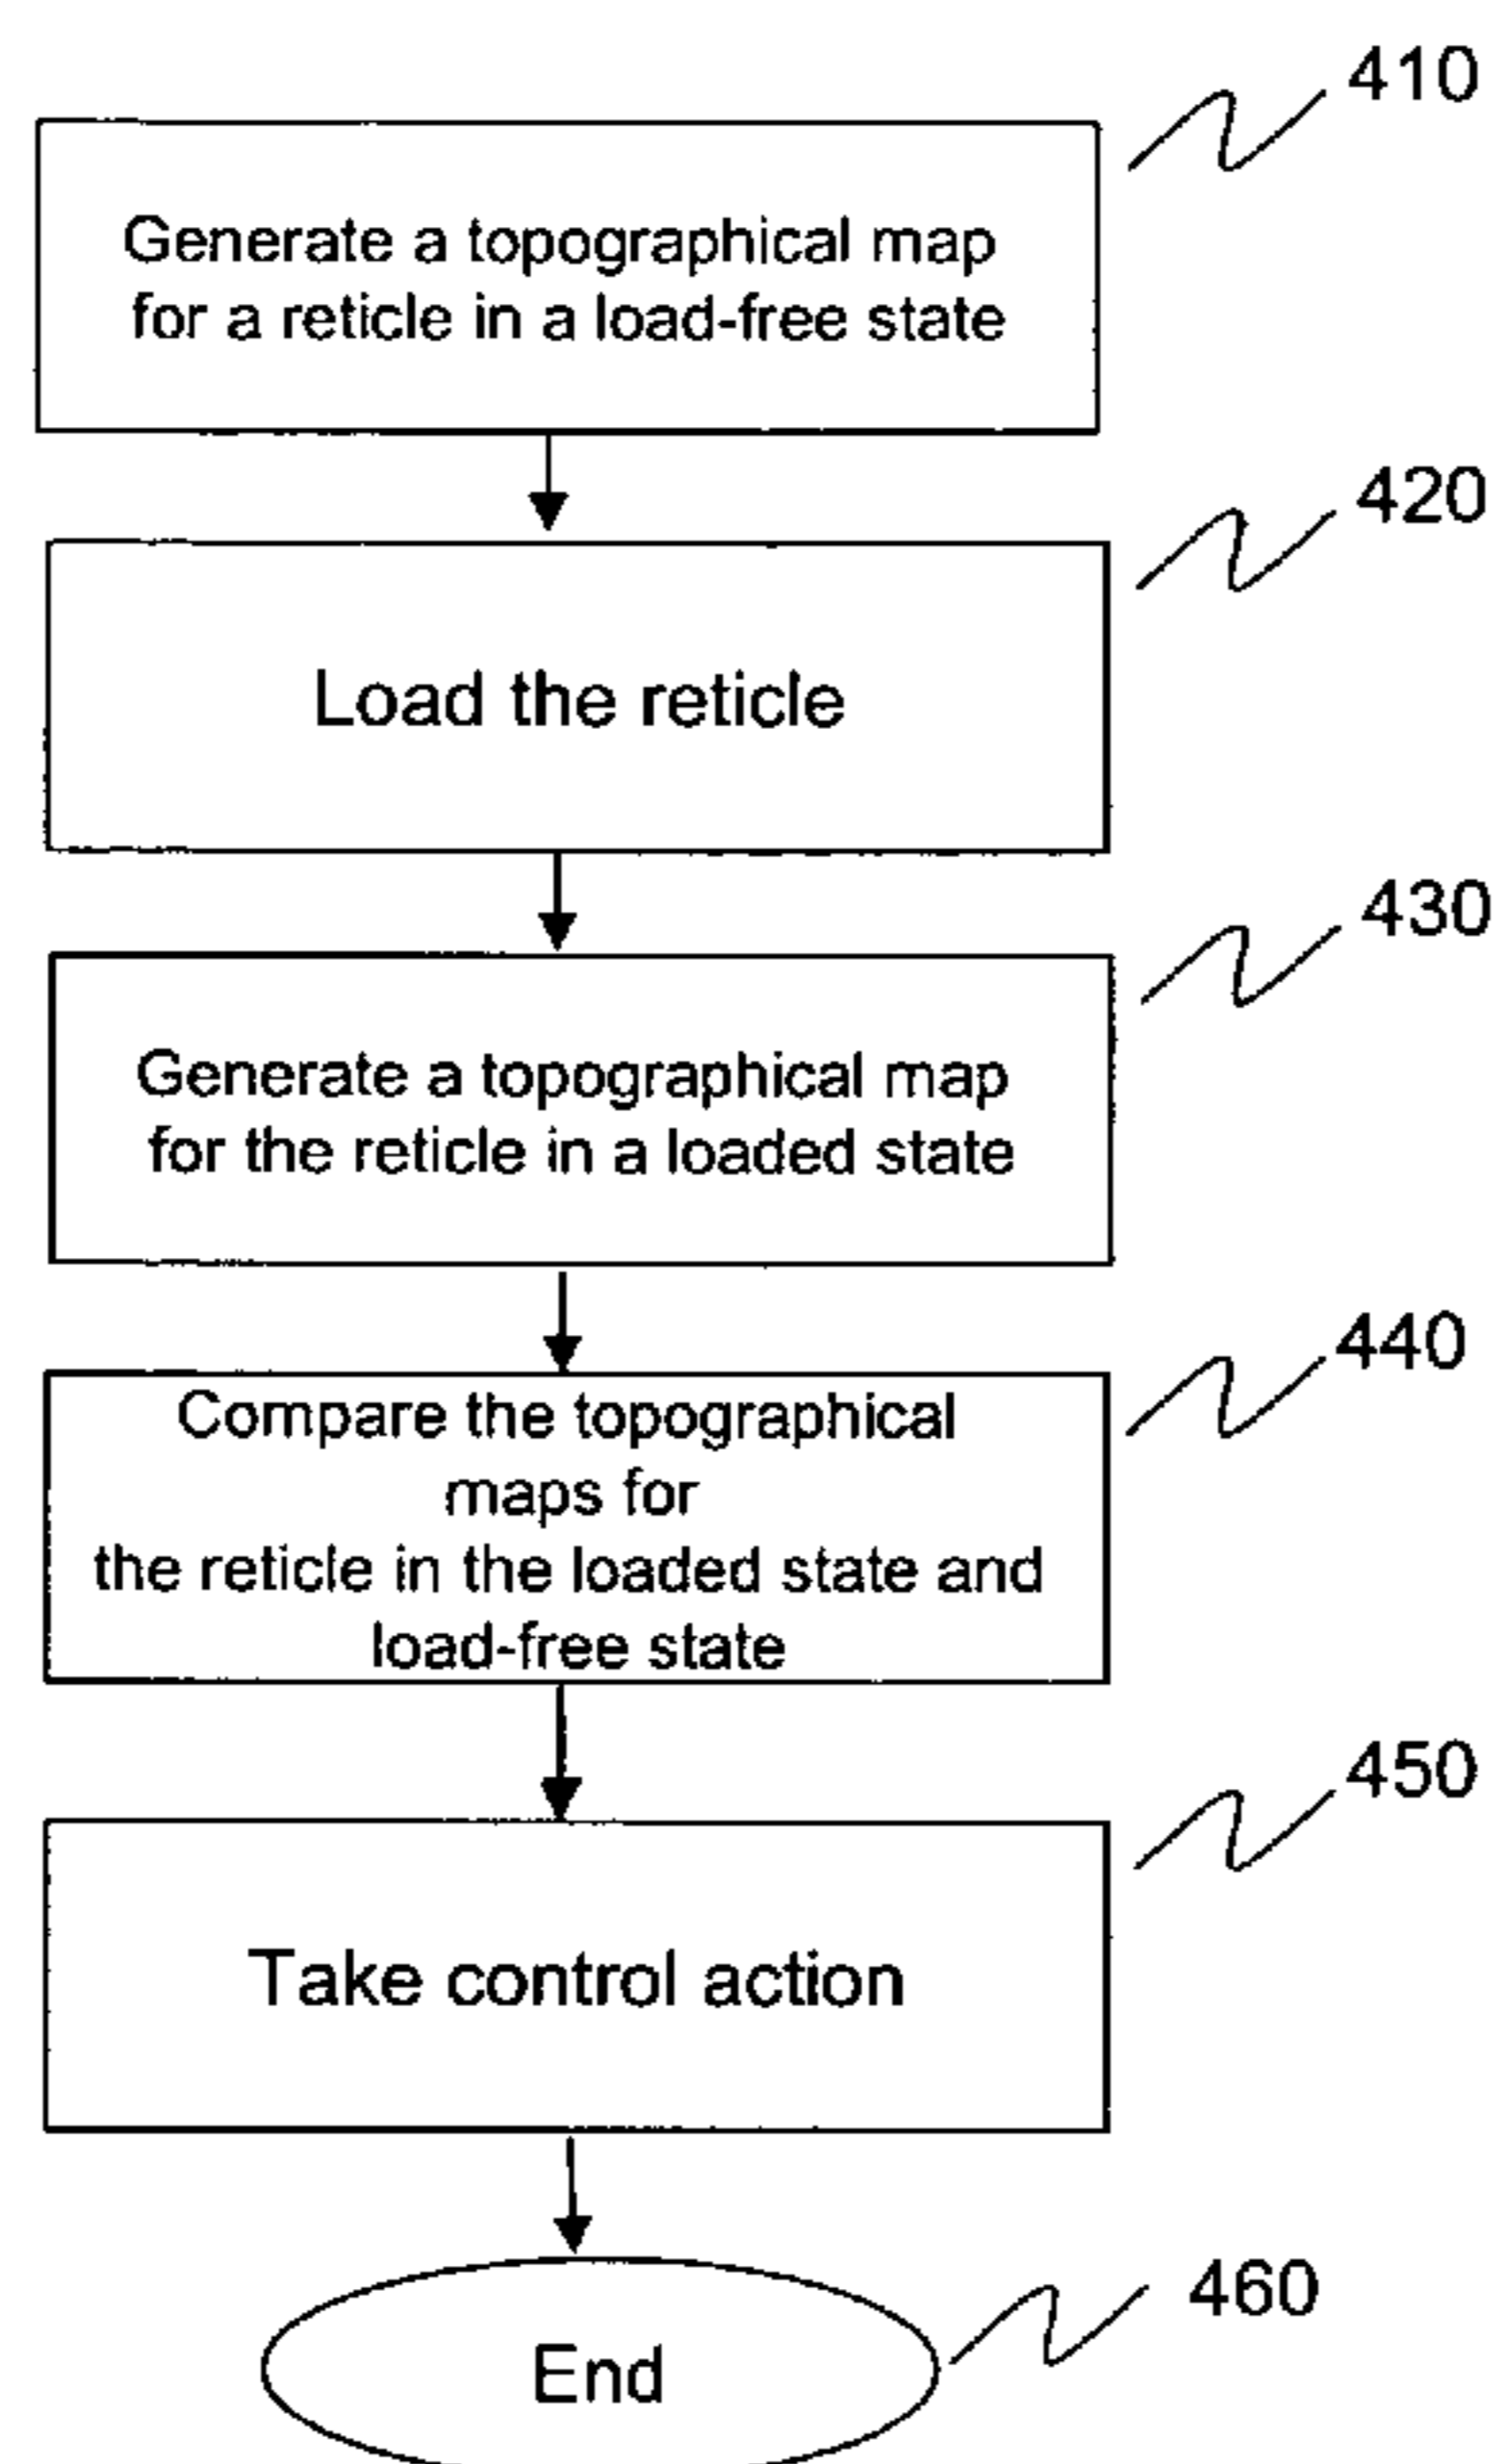 410
Generate a topographical map
for a reticle in a load-free state
420
Load the reticle
430
Generate a topographical map
for the reticle in a loaded state
440
Compare the topographical
maps for
the reticle in the loaded state and
load-free state
450
Take control action
460
End